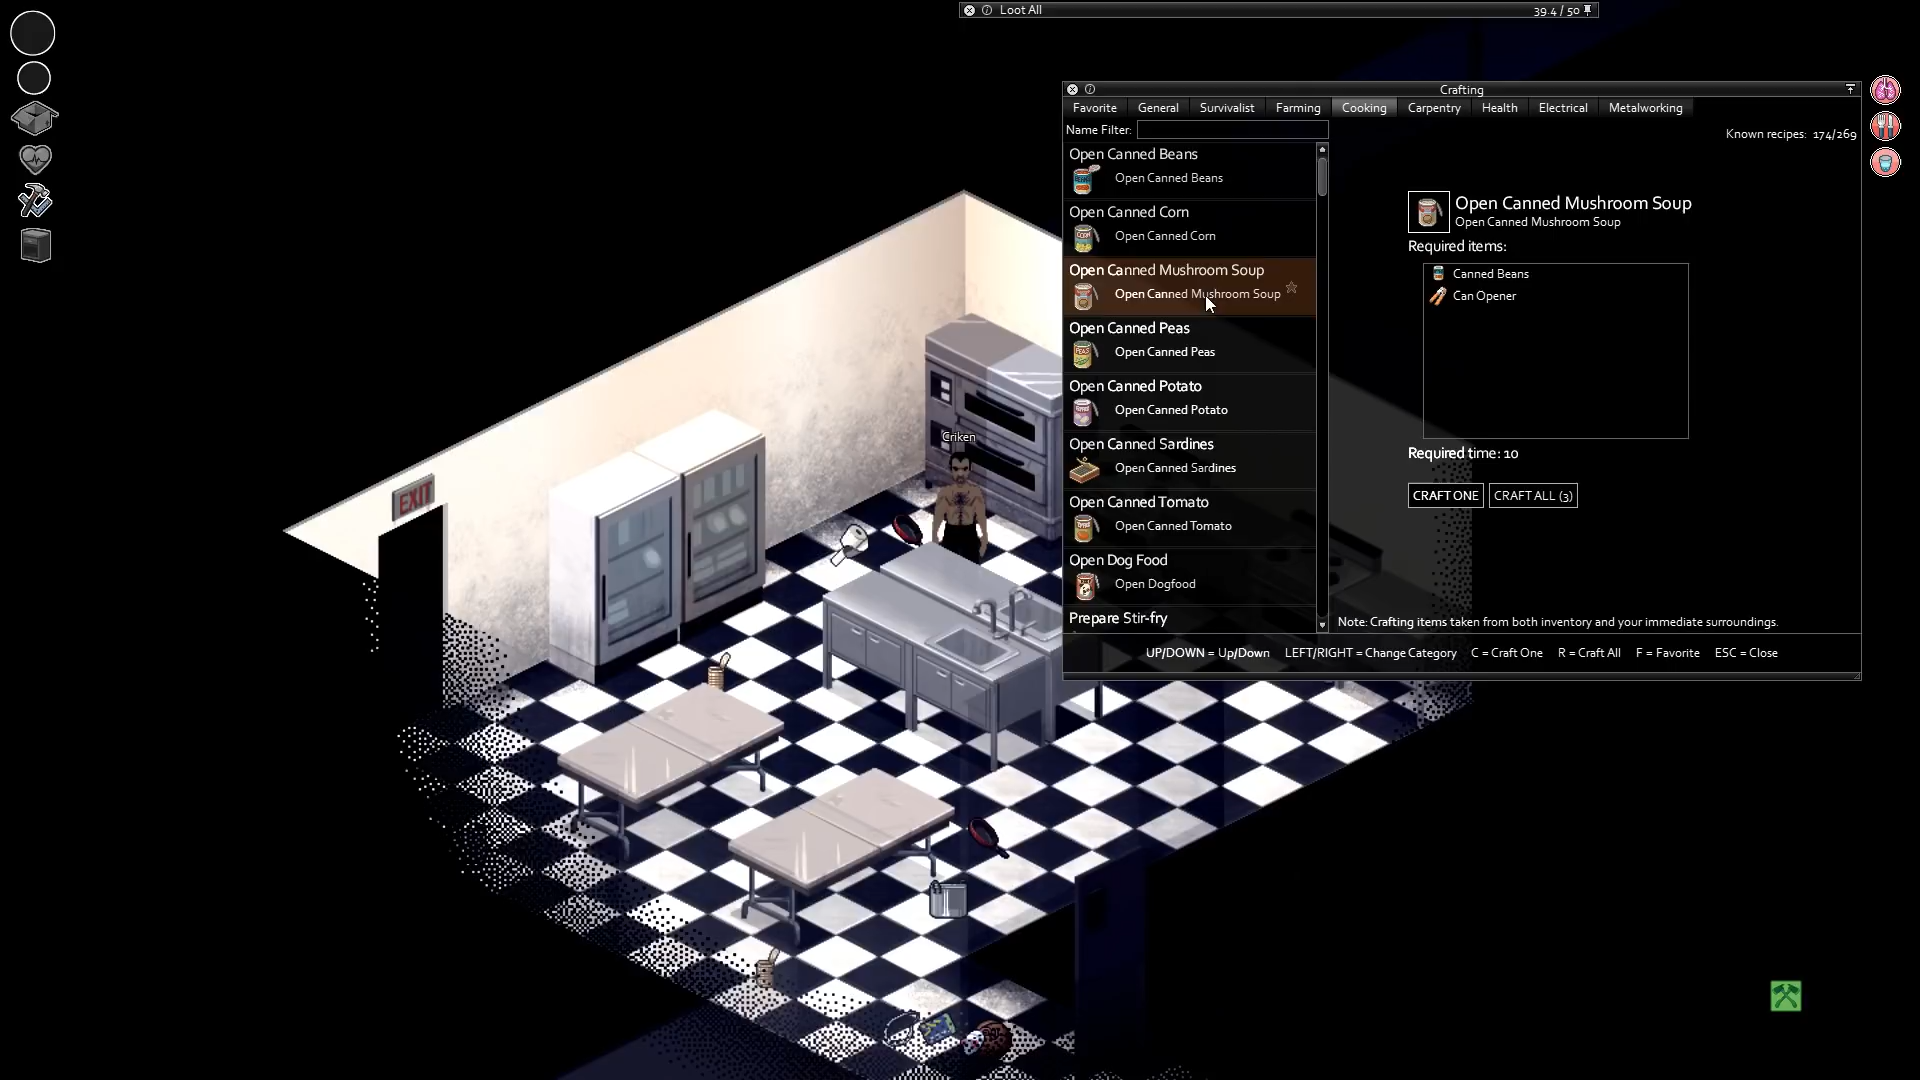 Loot All
39.4 / 50
Crafting
Favorite General Survivalist Farming Cooking Carpentry Health Electrical Metalworking
Name Filter:
Known recipes: 174/269
Open Canned Beans
Open Canned Beans
Open Canned Corn
Open Canned Corn
Open Canned Mushroom Soup
Open Canned Mushroom Soup
Open Canned Peas
Open Canned Peas
Open Canned Potato
Open Canned Potato
Open Canned Sardines
Open Canned Sardines
Open Canned Tomato
Open Canned Tomato
Open Dog Food
Open Dogfood
Prepare Stir-fry
Open Canned Mushroom Soup
Open Canned Mushroom Soup
Required items:
Canned Beans
Can Opener
Required time: 10
CRAFT ONE CRAFT ALL (3)
Note: Crafting items taken from both inventory and your immediate surroundings.
UP/DOWN = Up/Down LEFT/RIGHT = Change Category C = Craft One R = Craft All F = Favorite ESC = Close
Criken
EXIT